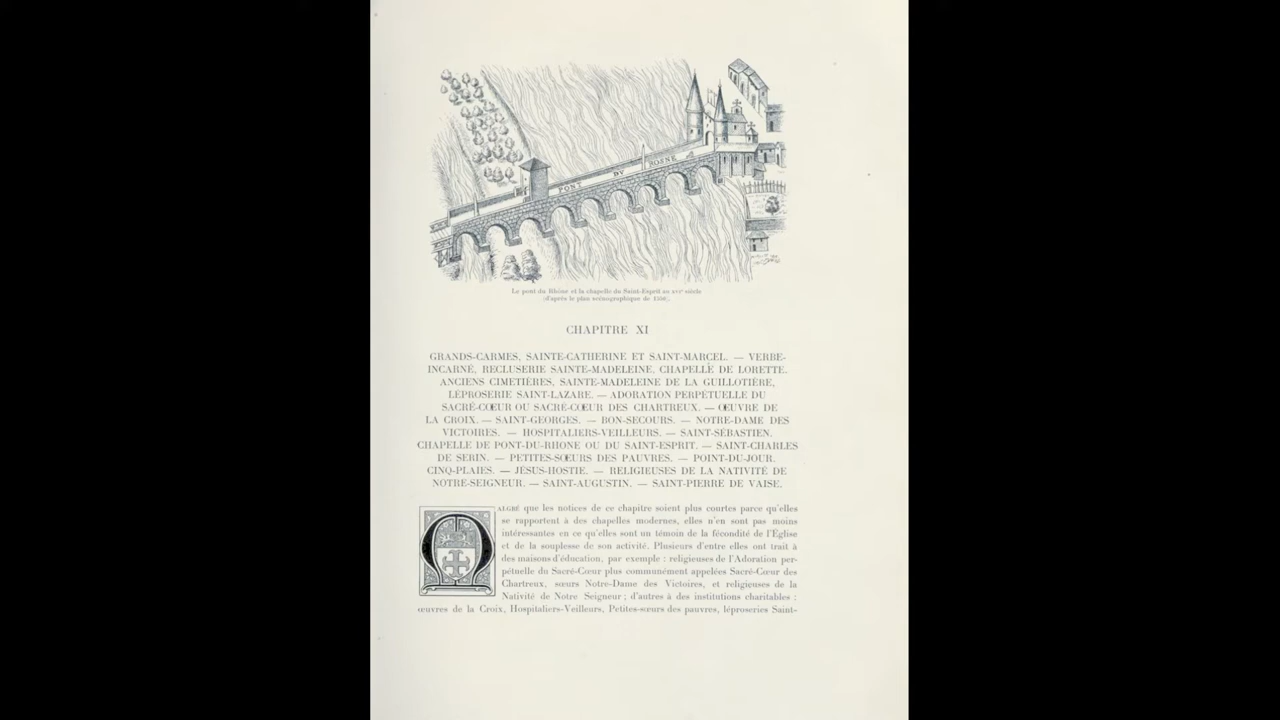 PONT DV ROSNE
Le pont du Rhône et la chapelle du Saint-Esprit au XVIe siècle
(d'après le plan scénographique de 1550).
CHAPITRE XI
GRANDS-CARMES, SAINTE-CATHERINE ET SAINT-MARCEL. — VERBE-
INCARNÉ, RECLUSERIE SAINTE-MADELEINE, CHAPELLE DE LORETTE.
ANCIENS CIMETIÈRES, SAINTE-MADELEINE DE LA GUILLOTIÈRE,
LÉPROSERIE SAINT-LAZARE. — ADORATION PERPÉTUELLE DU
SACRÉ-CŒUR OU SACRÉ-CŒUR DES CHARTREUX. — ŒUVRE DE
LA CROIX. — SAINT-GEORGES. — BON-SECOURS. — NOTRE-DAME DES
VICTOIRES. — HOSPITALIERS-VEILLEURS. — SAINT-SÉBASTIEN.
CHAPELLE DE PONT-DU-RHONE OU DU SAINT-ESPRIT. — SAINT-CHARLES
DE SERIN. — PETITES-SŒURS DES PAUVRES. — POINT-DU-JOUR.
CINQ-PLAIES. — JÉSUS-HOSTIE. — RELIGIEUSES DE LA NATIVITÉ DE
NOTRE-SEIGNEUR. — SAINT-AUGUSTIN. — SAINT-PIERRE DE VAISE.
MALGRÉ que les notices de ce chapitre soient plus courtes parce qu'elles
se rapportent à des chapelles modernes, elles n'en sont pas moins
intéressantes en ce qu'elles sont un témoin de la fécondité de l'Église
et de la souplesse de son activité. Plusieurs d'entre elles ont trait à
des maisons d'éducation, par exemple : religieuses de l'Adoration per-
pétuelle du Sacré-Cœur plus communément appelées Sacré-Cœur des
Chartreux, sœurs Notre-Dame des Victoires, et religieuses de la
Nativité de Notre Seigneur ; d'autres à des institutions charitables :
œuvres de la Croix, Hospitaliers-Veilleurs, Petites-sœurs des pauvres, léproseries Saint-